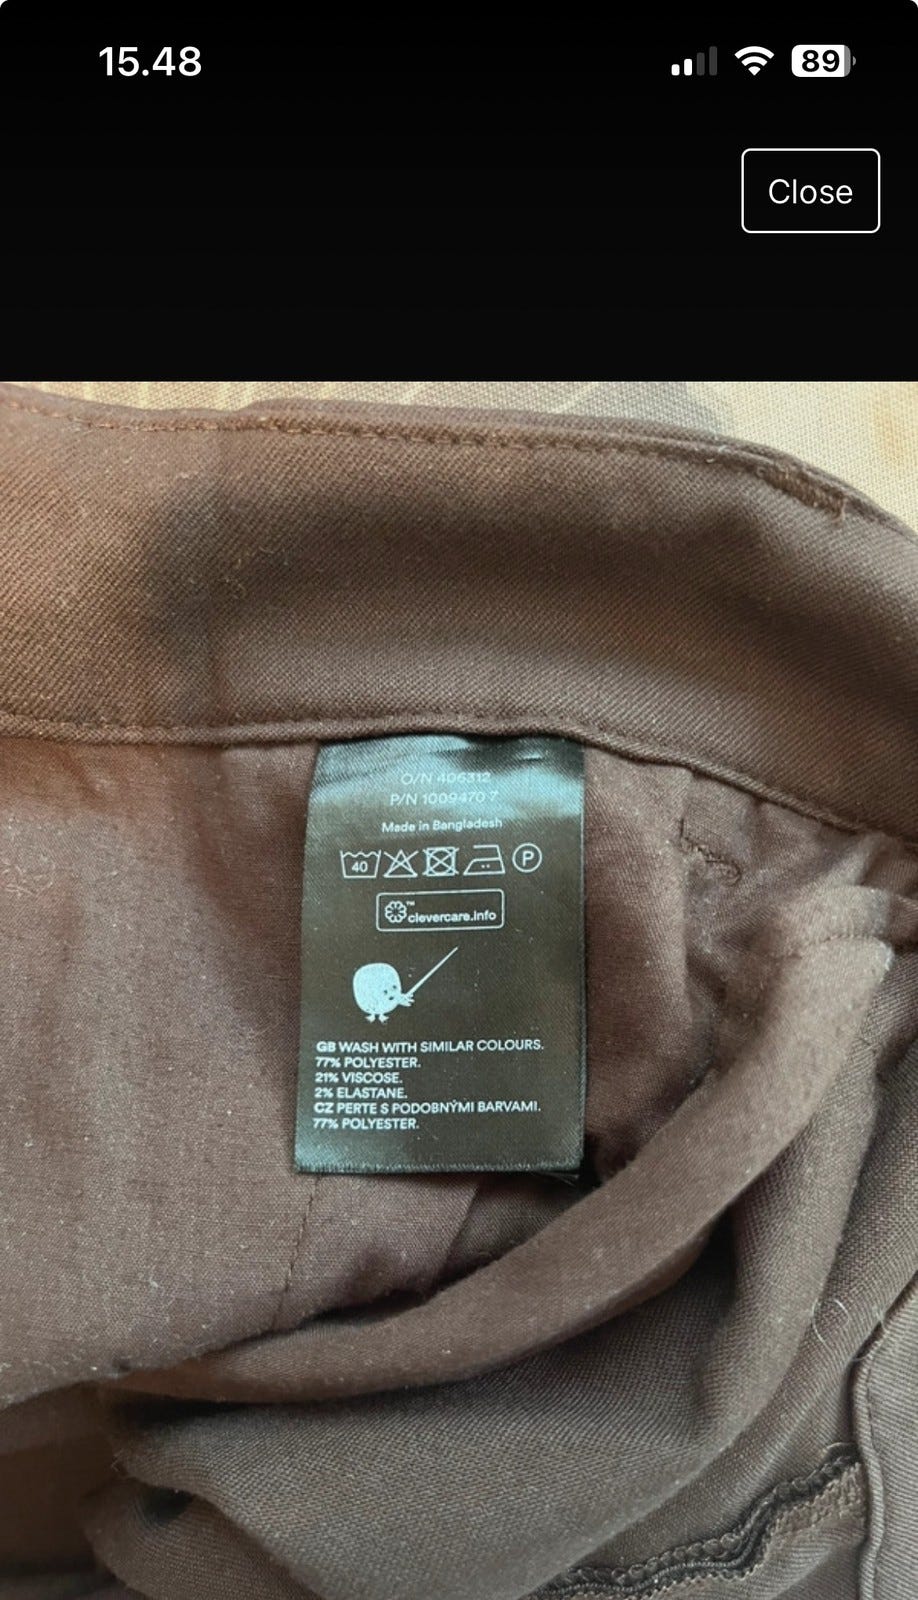 15.48
89
Close
O/N 406312
P/N 1009470 7
Made in Bangladesh
40
P
™
clevercare.info
GB WASH WITH SIMILAR COLOURS.
77% POLYESTER.
21% VISCOSE.
2% ELASTANE.
CZ PERTE S PODOBNÝMI BARVAMI.
77% POLYESTER.